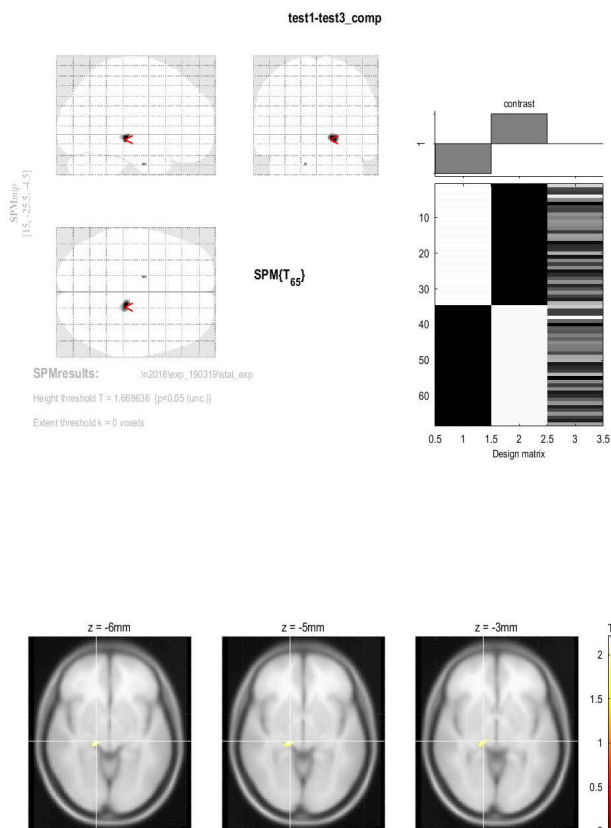 test1-test3_comp
SPMmip
[15, -25.5, -4.5]
SPM{T65}
contrast
1
10
20
30
40
50
60
0.5 1 1.5 2 2.5 3 3.5
Design matrix
SPMresults: .\n2018\exp_190319\stat_exp
Height threshold T = 1.668636 {p<0.05 (unc.)}
Extent threshold k = 0 voxels
z = -6mm
z = -5mm
z = -3mm
2
1.5
1
0.5